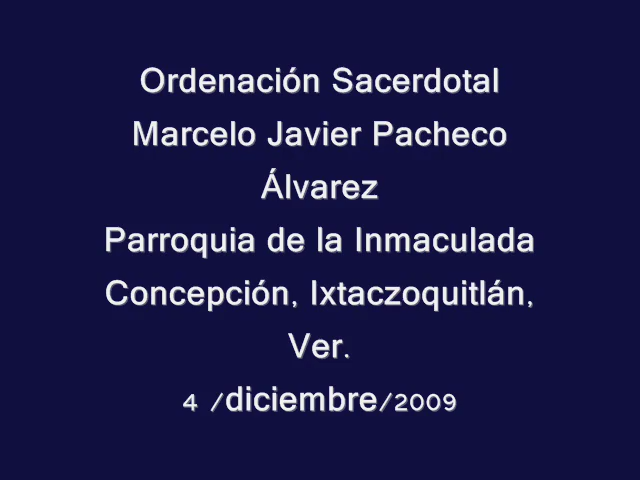 Ordenación Sacerdotal
Marcelo Javier Pacheco
Álvarez
Parroquia de la Inmaculada
Concepción, Ixtaczoquitlán,
Ver.
4 /diciembre/2009